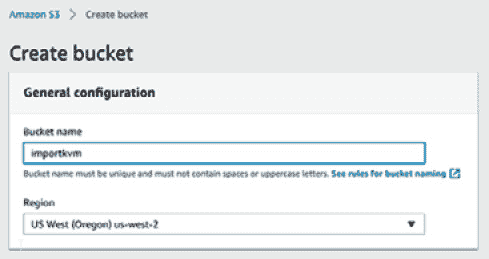 Amazon S3 > Create bucket
Create bucket
General configuration
Bucket name
importkvm
Bucket name must be unique and must not contain spaces or uppercase letters. See rules for bucket naming
Region
US West (Oregon) us-west-2